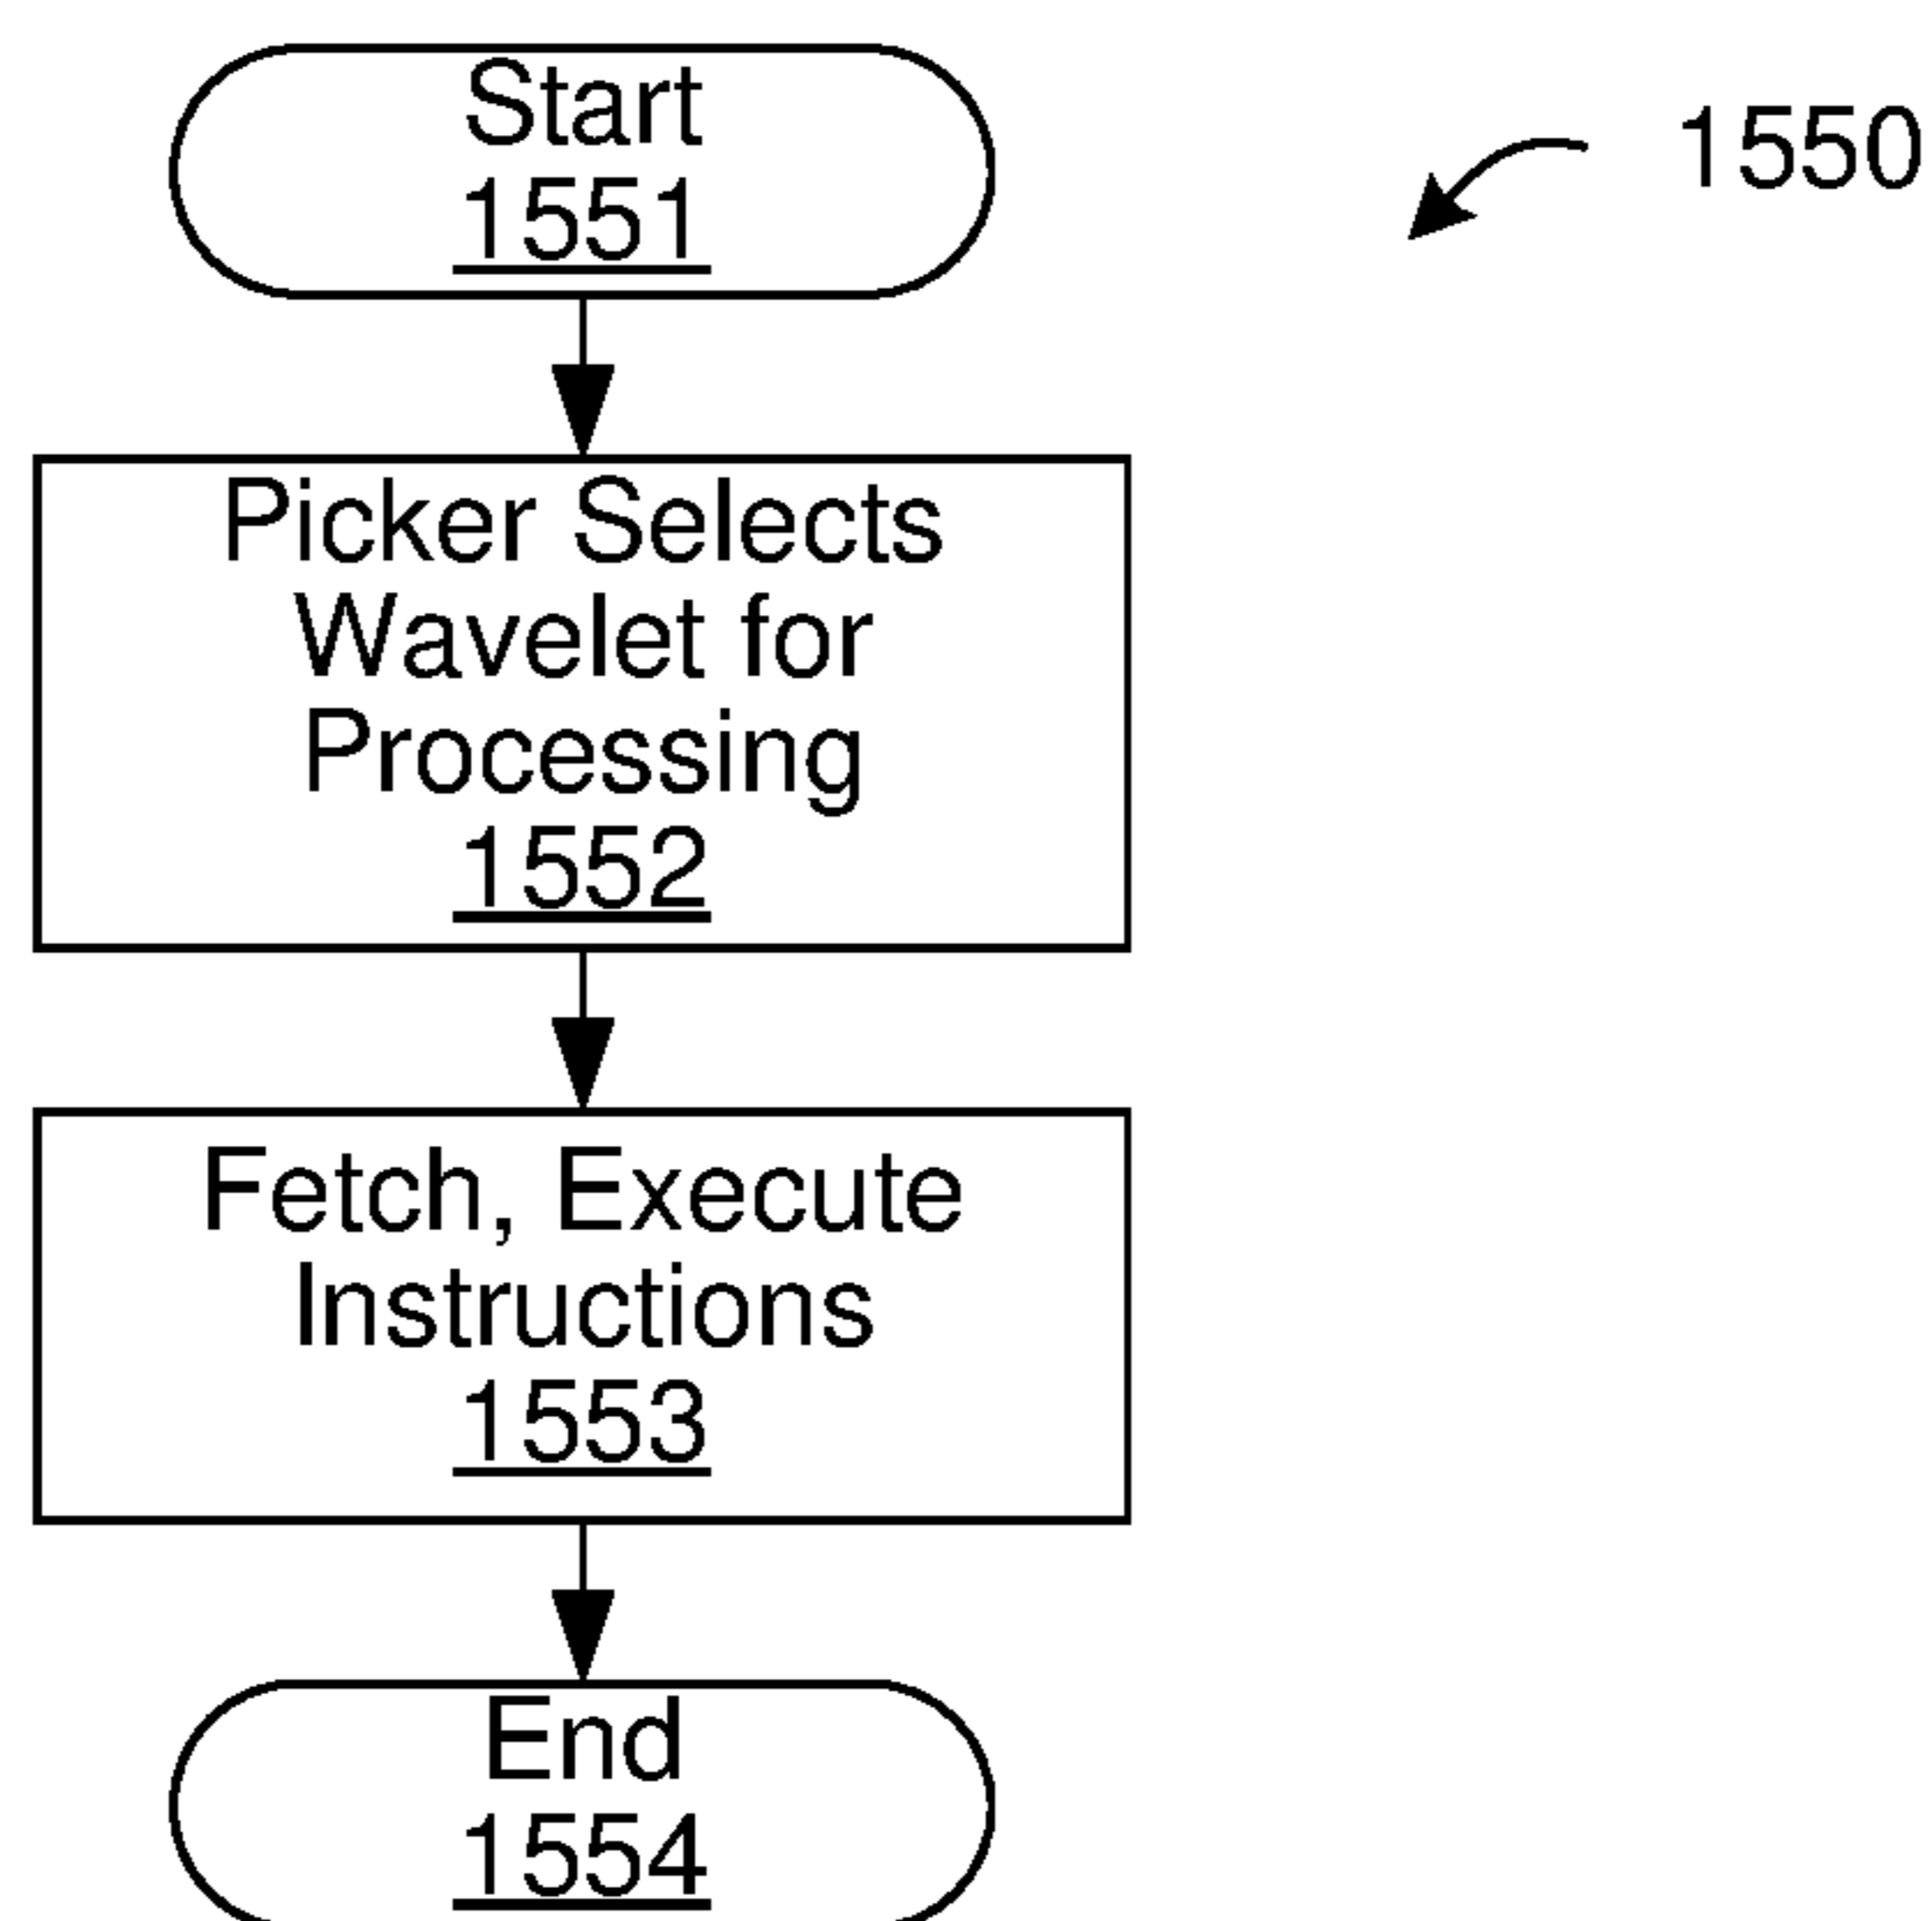 Start
1551
1550
Picker Selects
Wavelet for
Processing
1552
Fetch, Execute
Instructions
1553
End
1554